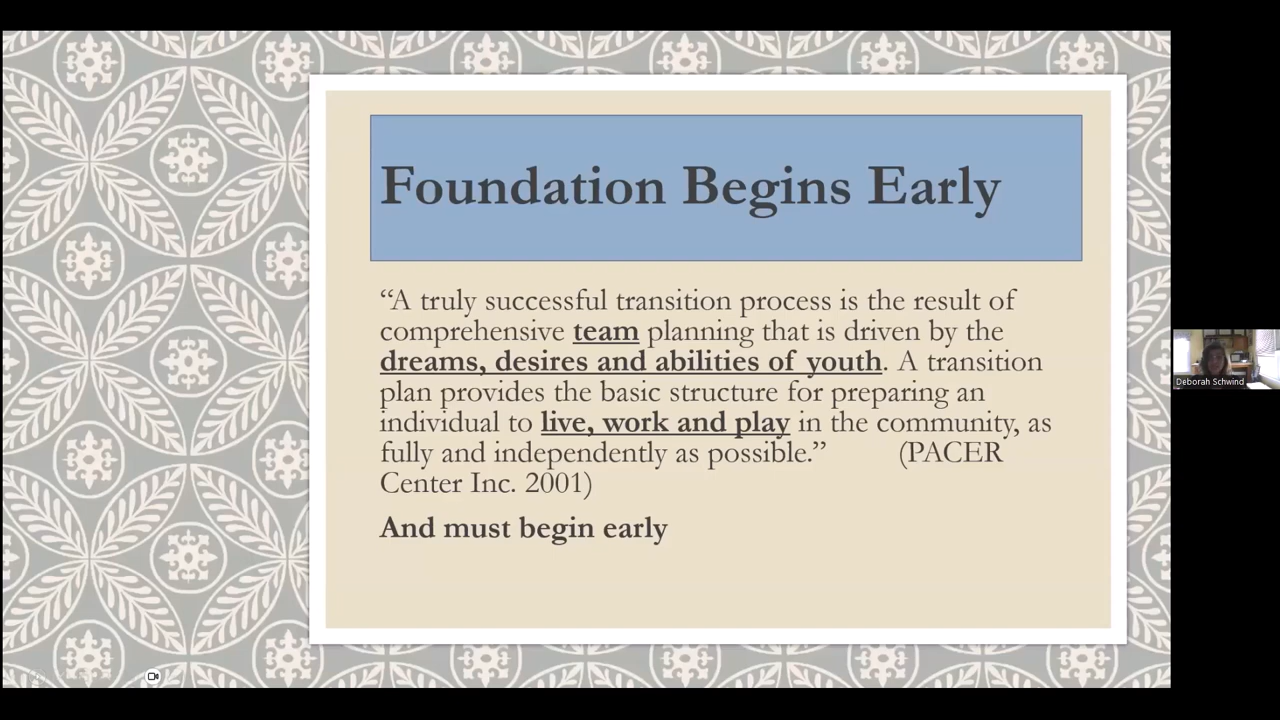 Foundation Begins Early
“A truly successful transition process is the result of
comprehensive team planning that is driven by the
dreams, desires and abilities of youth. A transition
plan provides the basic structure for preparing an
individual to live, work and play in the community, as
fully and independently as possible.” (PACER
Center Inc. 2001)
And must begin early
Deborah Schwind